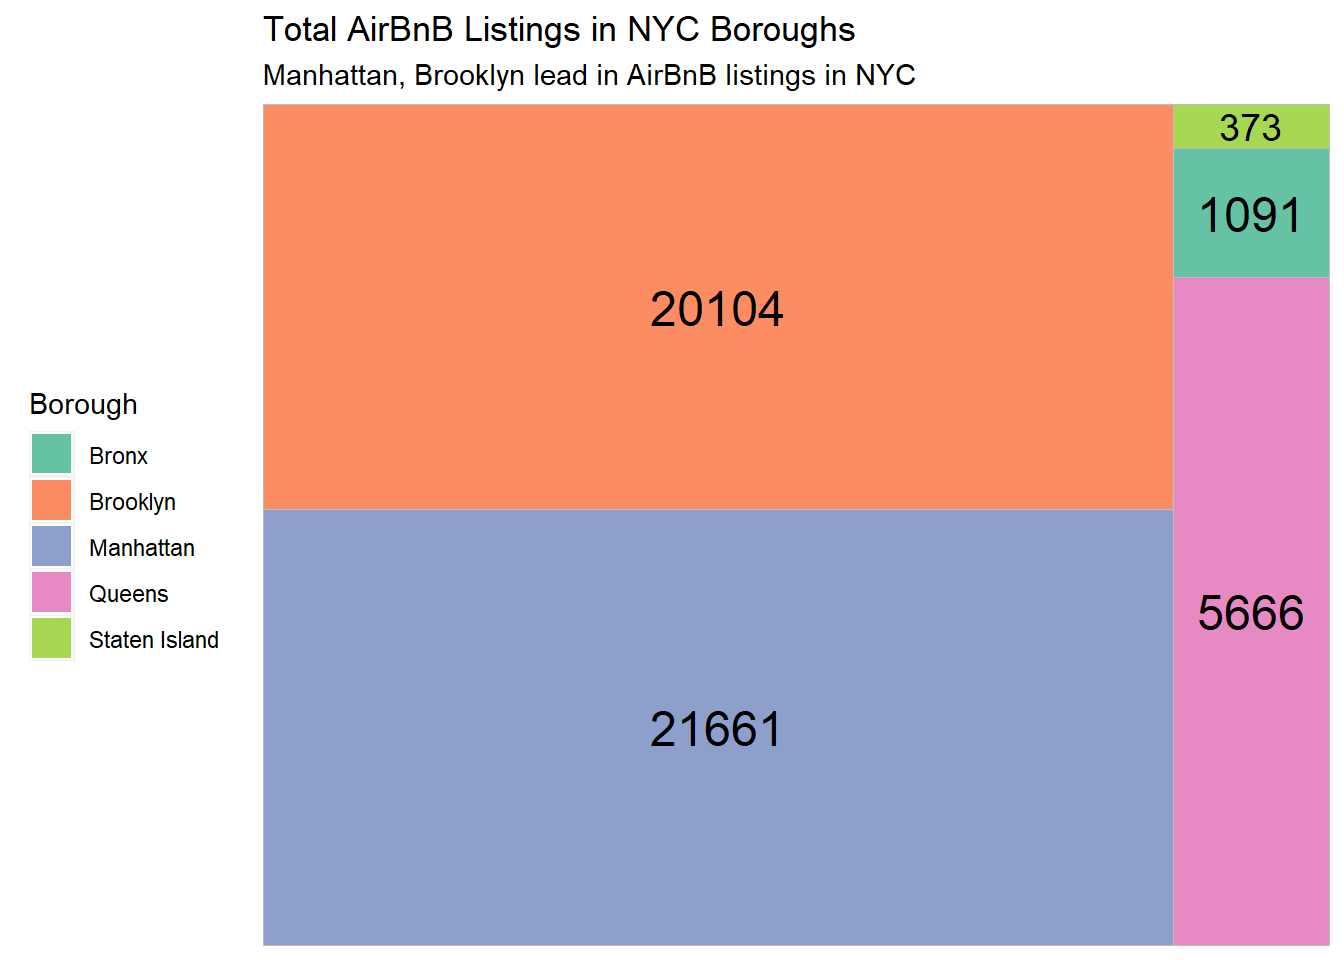 Total AirBnB Listings in NYC Boroughs
Manhattan, Brooklyn lead in AirBnB listings in NYC
373
1091
20104
5666
21661
Borough
Bronx
Brooklyn
Manhattan
Queens
Staten Island